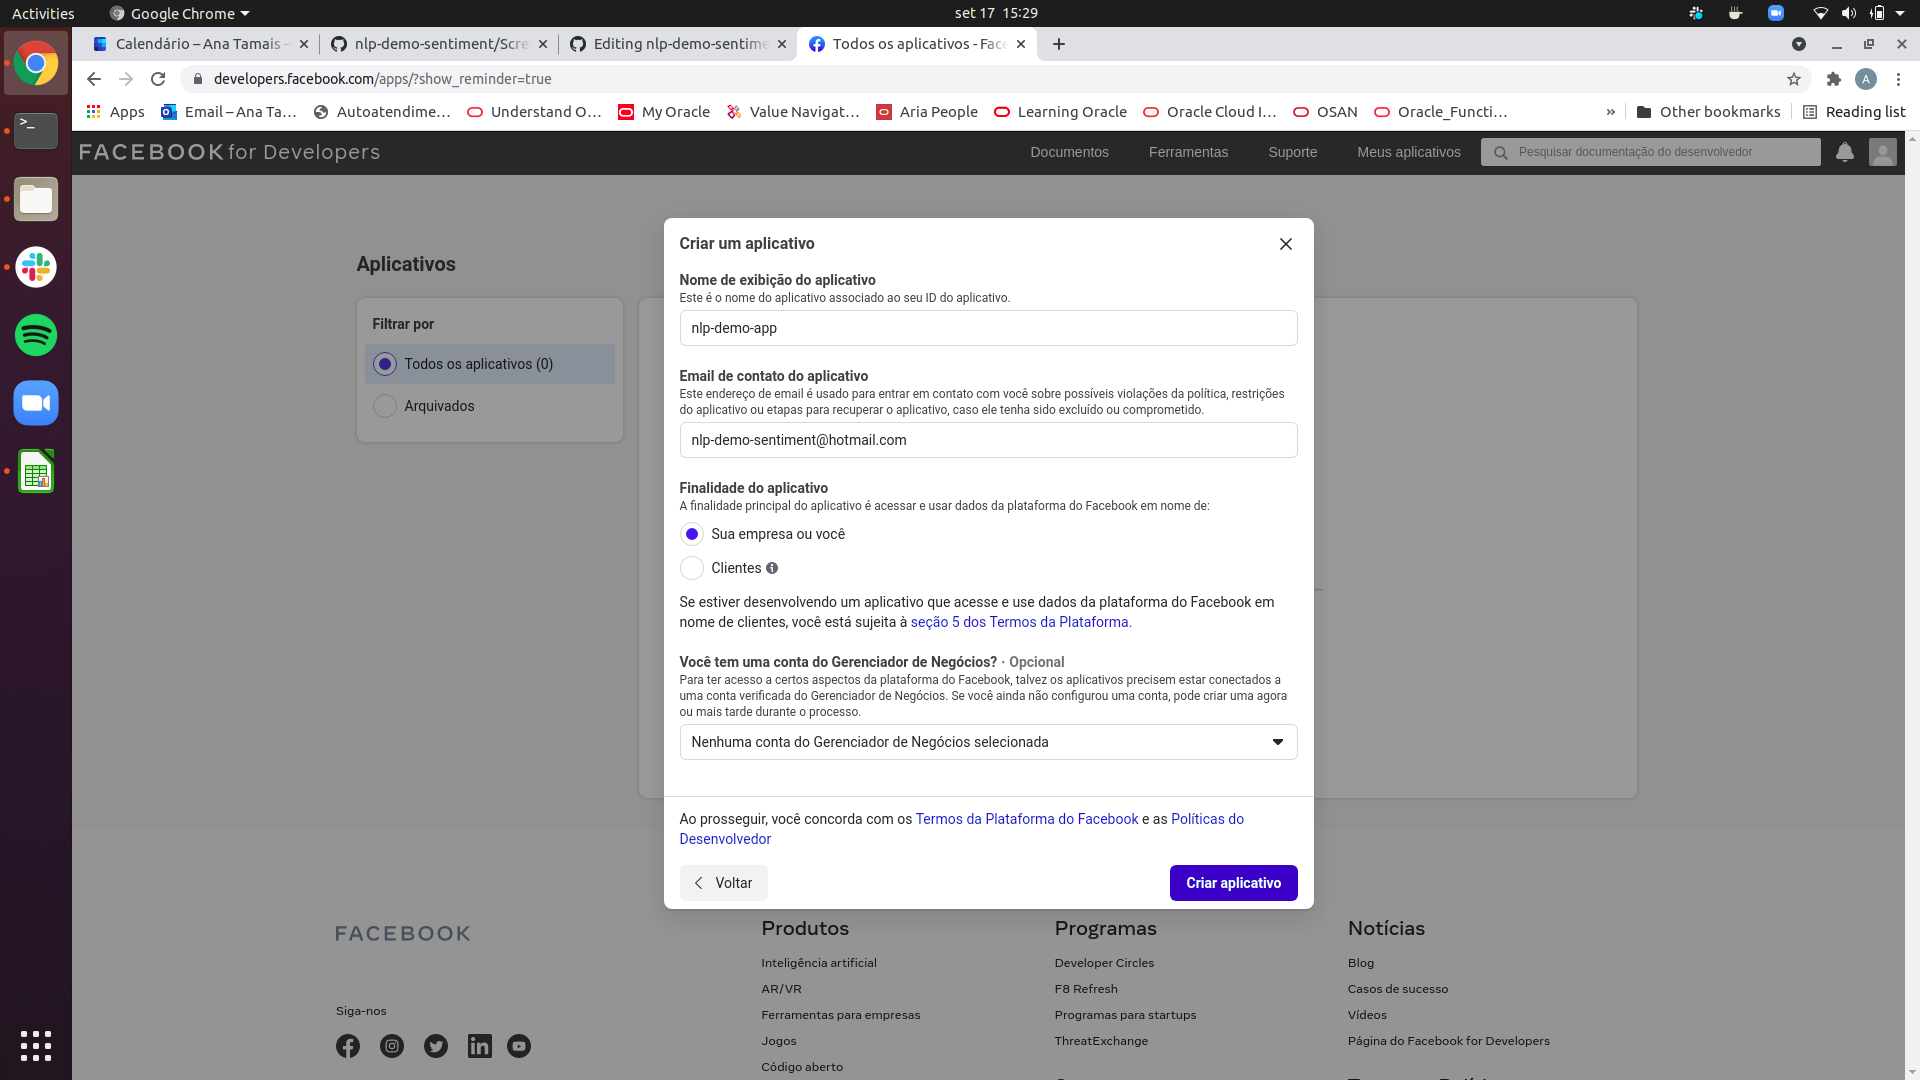 Activities
Google Chrome
set 17 15:29
Calendário – Ana Tamais –
nlp-demo-sentiment/Scre
Editing nlp-demo-sentime
Todos os aplicativos - Face
developers.facebook.com/apps/?show_reminder=true
A
Apps
Email – Ana Ta…
Autoatendime…
Understand O…
My Oracle
Value Navigat…
Aria People
Learning Oracle
Oracle Cloud I…
OSAN
Oracle_Functi…
»
Other bookmarks
Reading list
FACEBOOK for Developers
Documentos
Ferramentas
Suporte
Meus aplicativos
Pesquisar documentação do desenvolvedor
Aplicativos
Filtrar por
Todos os aplicativos (0)
Arquivados
Criar um aplicativo
Nome de exibição do aplicativo
Este é o nome do aplicativo associado ao seu ID do aplicativo.
nlp-demo-app
Email de contato do aplicativo
Este endereço de email é usado para entrar em contato com você sobre possíveis violações da política, restrições
do aplicativo ou etapas para recuperar o aplicativo, caso ele tenha sido excluído ou comprometido.
nlp-demo-sentiment@hotmail.com
Finalidade do aplicativo
A finalidade principal do aplicativo é acessar e usar dados da plataforma do Facebook em nome de:
Sua empresa ou você
Clientes
Se estiver desenvolvendo um aplicativo que acesse e use dados da plataforma do Facebook em
nome de clientes, você está sujeita à seção 5 dos Termos da Plataforma.
Você tem uma conta do Gerenciador de Negócios? · Opcional
Para ter acesso a certos aspectos da plataforma do Facebook, talvez os aplicativos precisem estar conectados a
uma conta verificada do Gerenciador de Negócios. Se você ainda não configurou uma conta, pode criar uma agora
ou mais tarde durante o processo.
Nenhuma conta do Gerenciador de Negócios selecionada
Ao prosseguir, você concorda com os Termos da Plataforma do Facebook e as Políticas do
Desenvolvedor
Voltar
Criar aplicativo
FACEBOOK
Siga-nos
Produtos
Inteligência artificial
AR/VR
Ferramentas para empresas
Jogos
Código aberto
Programas
Developer Circles
F8 Refresh
Programas para startups
ThreatExchange
Notícias
Blog
Casos de sucesso
Vídeos
Página do Facebook for Developers